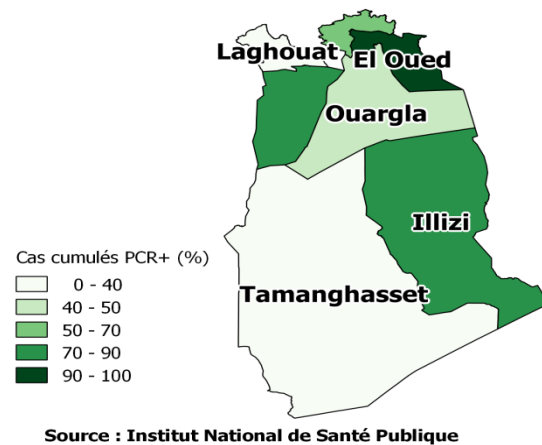 Laghouat
El Oued
Ouargla
Illizi
Tamanghasset
Cas cumulés PCR+ (%)
0 - 40
40 - 50
50 - 70
70 - 90
90 - 100
Source : Institut National de Santé Publique